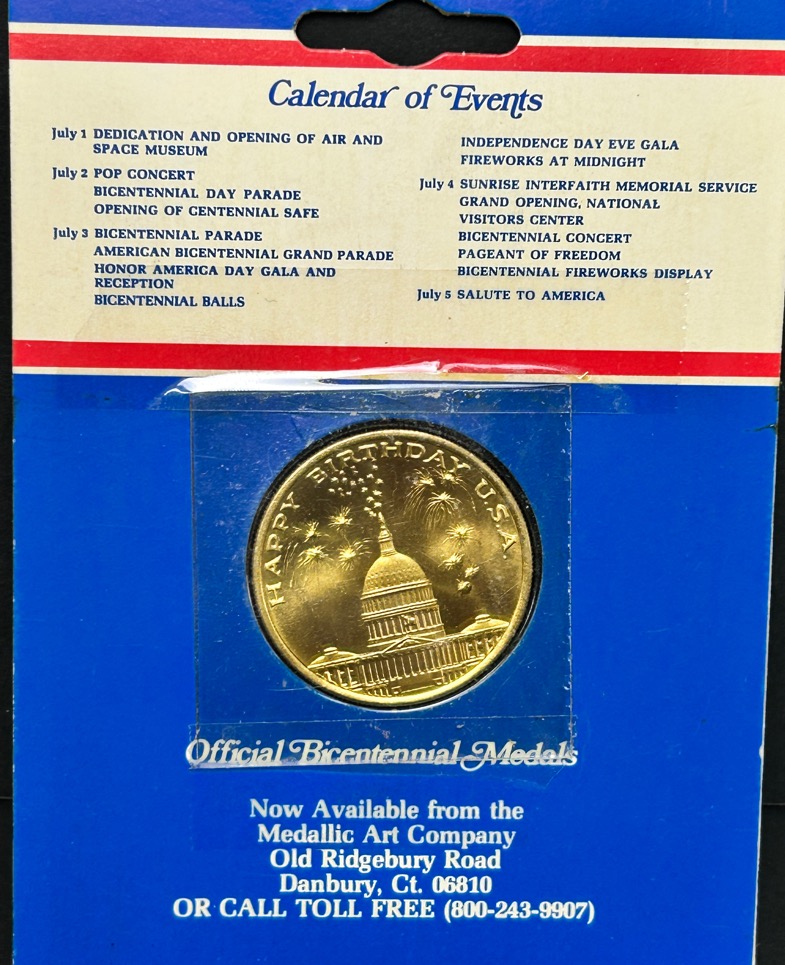 Calendar of Events
July 1 DEDICATION AND OPENING OF AIR AND
SPACE MUSEUM
July 2 POP CONCERT
BICENTENNIAL DAY PARADE
OPENING OF CENTENNIAL SAFE
July 3 BICENTENNIAL PARADE
AMERICAN BICENTENNIAL GRAND PARADE
HONOR AMERICA DAY GALA AND
RECEPTION
BICENTENNIAL BALLS
INDEPENDENCE DAY EVE GALA
FIREWORKS AT MIDNIGHT
July 4 SUNRISE INTERFAITH MEMORIAL SERVICE
GRAND OPENING, NATIONAL
VISITORS CENTER
BICENTENNIAL CONCERT
PAGEANT OF FREEDOM
BICENTENNIAL FIREWORKS DISPLAY
July 5 SALUTE TO AMERICA
HAPPY BIRTHDAY U.S.A.
Official Bicentennial Medals
Now Available from the
Medallic Art Company
Old Ridgebury Road
Danbury, Ct. 06810
OR CALL TOLL FREE (800-243-9907)